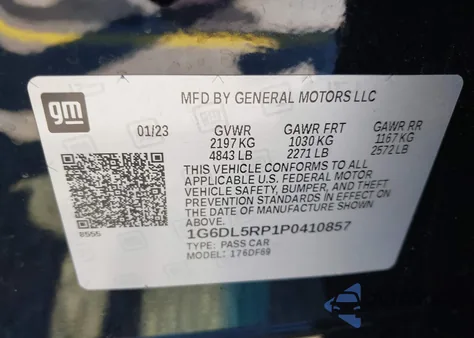 gm
MFD BY GENERAL MOTORS LLC
01/23 GVWR GAWR FRT GAWR RR
2197 KG 1030 KG 1167 KG
4843 LB 2271 LB 2572 LB
THIS VEHICLE CONFORMS TO ALL
APPLICABLE U.S. FEDERAL MOTOR
VEHICLE SAFETY, BUMPER, AND THEFT
PREVENTION STANDARDS IN EFFECT ON
THE DATE OF MANUFACTURE SHOWN
ABOVE.
1G6DL5RP1P0410857
TYPE: PASS CAR
MODEL: 176DF69